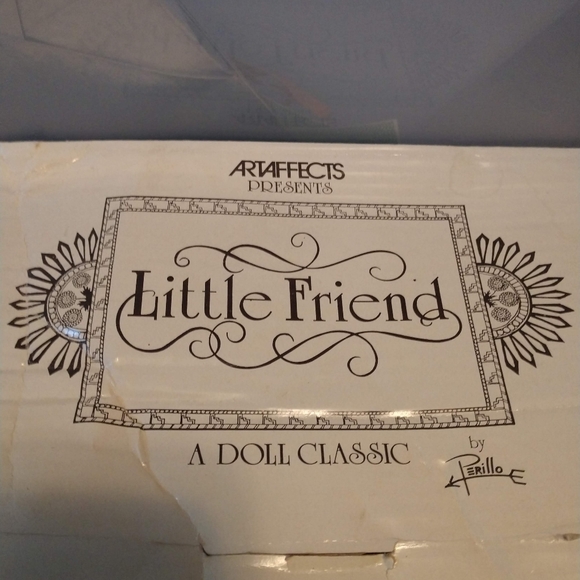 ARTAFFECTS
PRESENTS
Little Friend
A DOLL CLASSIC
by
Perillo